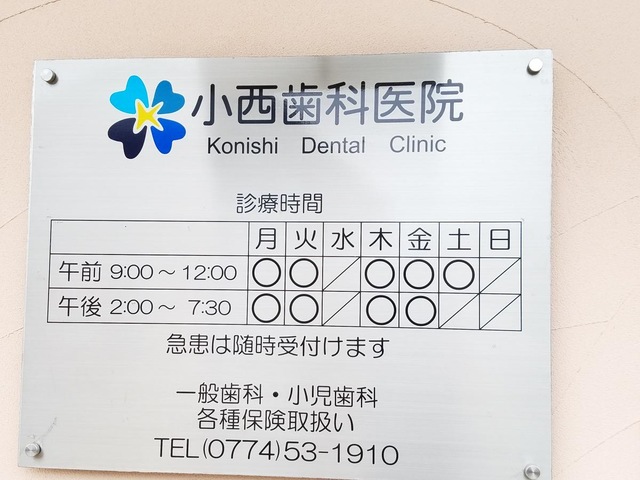 小西歯科医院
Konishi Dental Clinic
診療時間
月 火 水 木 金 土 日
午前 9:00～12:00 ○ ○ ／ ○ ○ ○ ／
午後 2:00～ 7:30 ○ ○ ／ ○ ○ ／ ／
急患は随時受付けます
一般歯科・小児歯科
各種保険取扱い
TEL(0774)53-1910